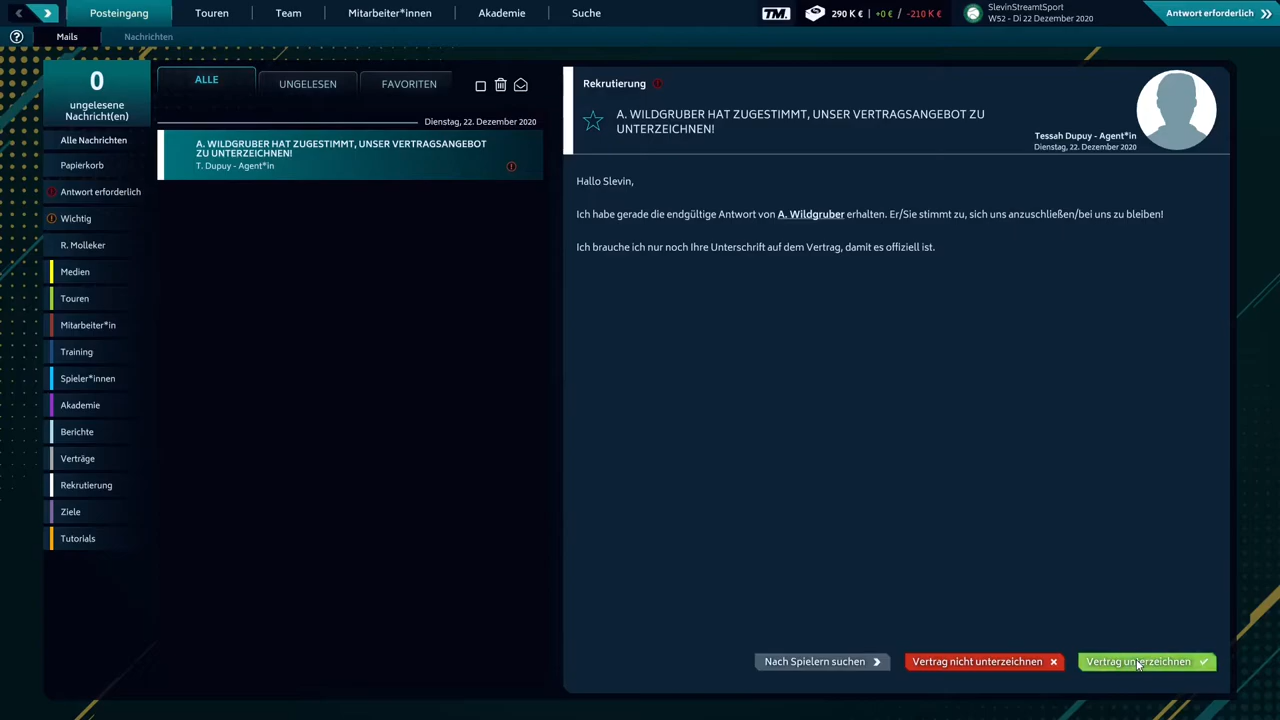 Posteingang
Touren
Team
Mitarbeiter*innen
Akademie
Suche
TM.
290 K € | +0 € / -210 K €
SlevinStreamSport
W52 - Di 22 Dezember 2020
Antwort erforderlich
Mails
Nachrichten
0
ungelesene
Nachricht(en)
Alle Nachrichten
Papierkorb
Antwort erforderlich
Wichtig
R. Molleker
Medien
Touren
Mitarbeiter*in
Training
Spieler*innen
Akademie
Berichte
Verträge
Rekrutierung
Ziele
Tutorials
ALLE
UNGELESEN
FAVORITEN
Dienstag, 22. Dezember 2020
A. WILDGRUBER HAT ZUGESTIMMT, UNSER VERTRAGSANGEBOT
ZU UNTERZEICHNEN!
T. Dupuy - Agent*in
Rekrutierung
A. WILDGRUBER HAT ZUGESTIMMT, UNSER VERTRAGSANGEBOT ZU
UNTERZEICHNEN!
Tessah Dupuy - Agent*in
Dienstag, 22. Dezember 2020
Hallo Slevin,
Ich habe gerade die endgültige Antwort von A. Wildgruber erhalten. Er/Sie stimmt zu, sich uns anzuschließen/bei uns zu bleiben!
Ich brauche ich nur noch Ihre Unterschrift auf dem Vertrag, damit es offiziell ist.
Nach Spielern suchen
Vertrag nicht unterzeichnen
Vertrag unterzeichnen